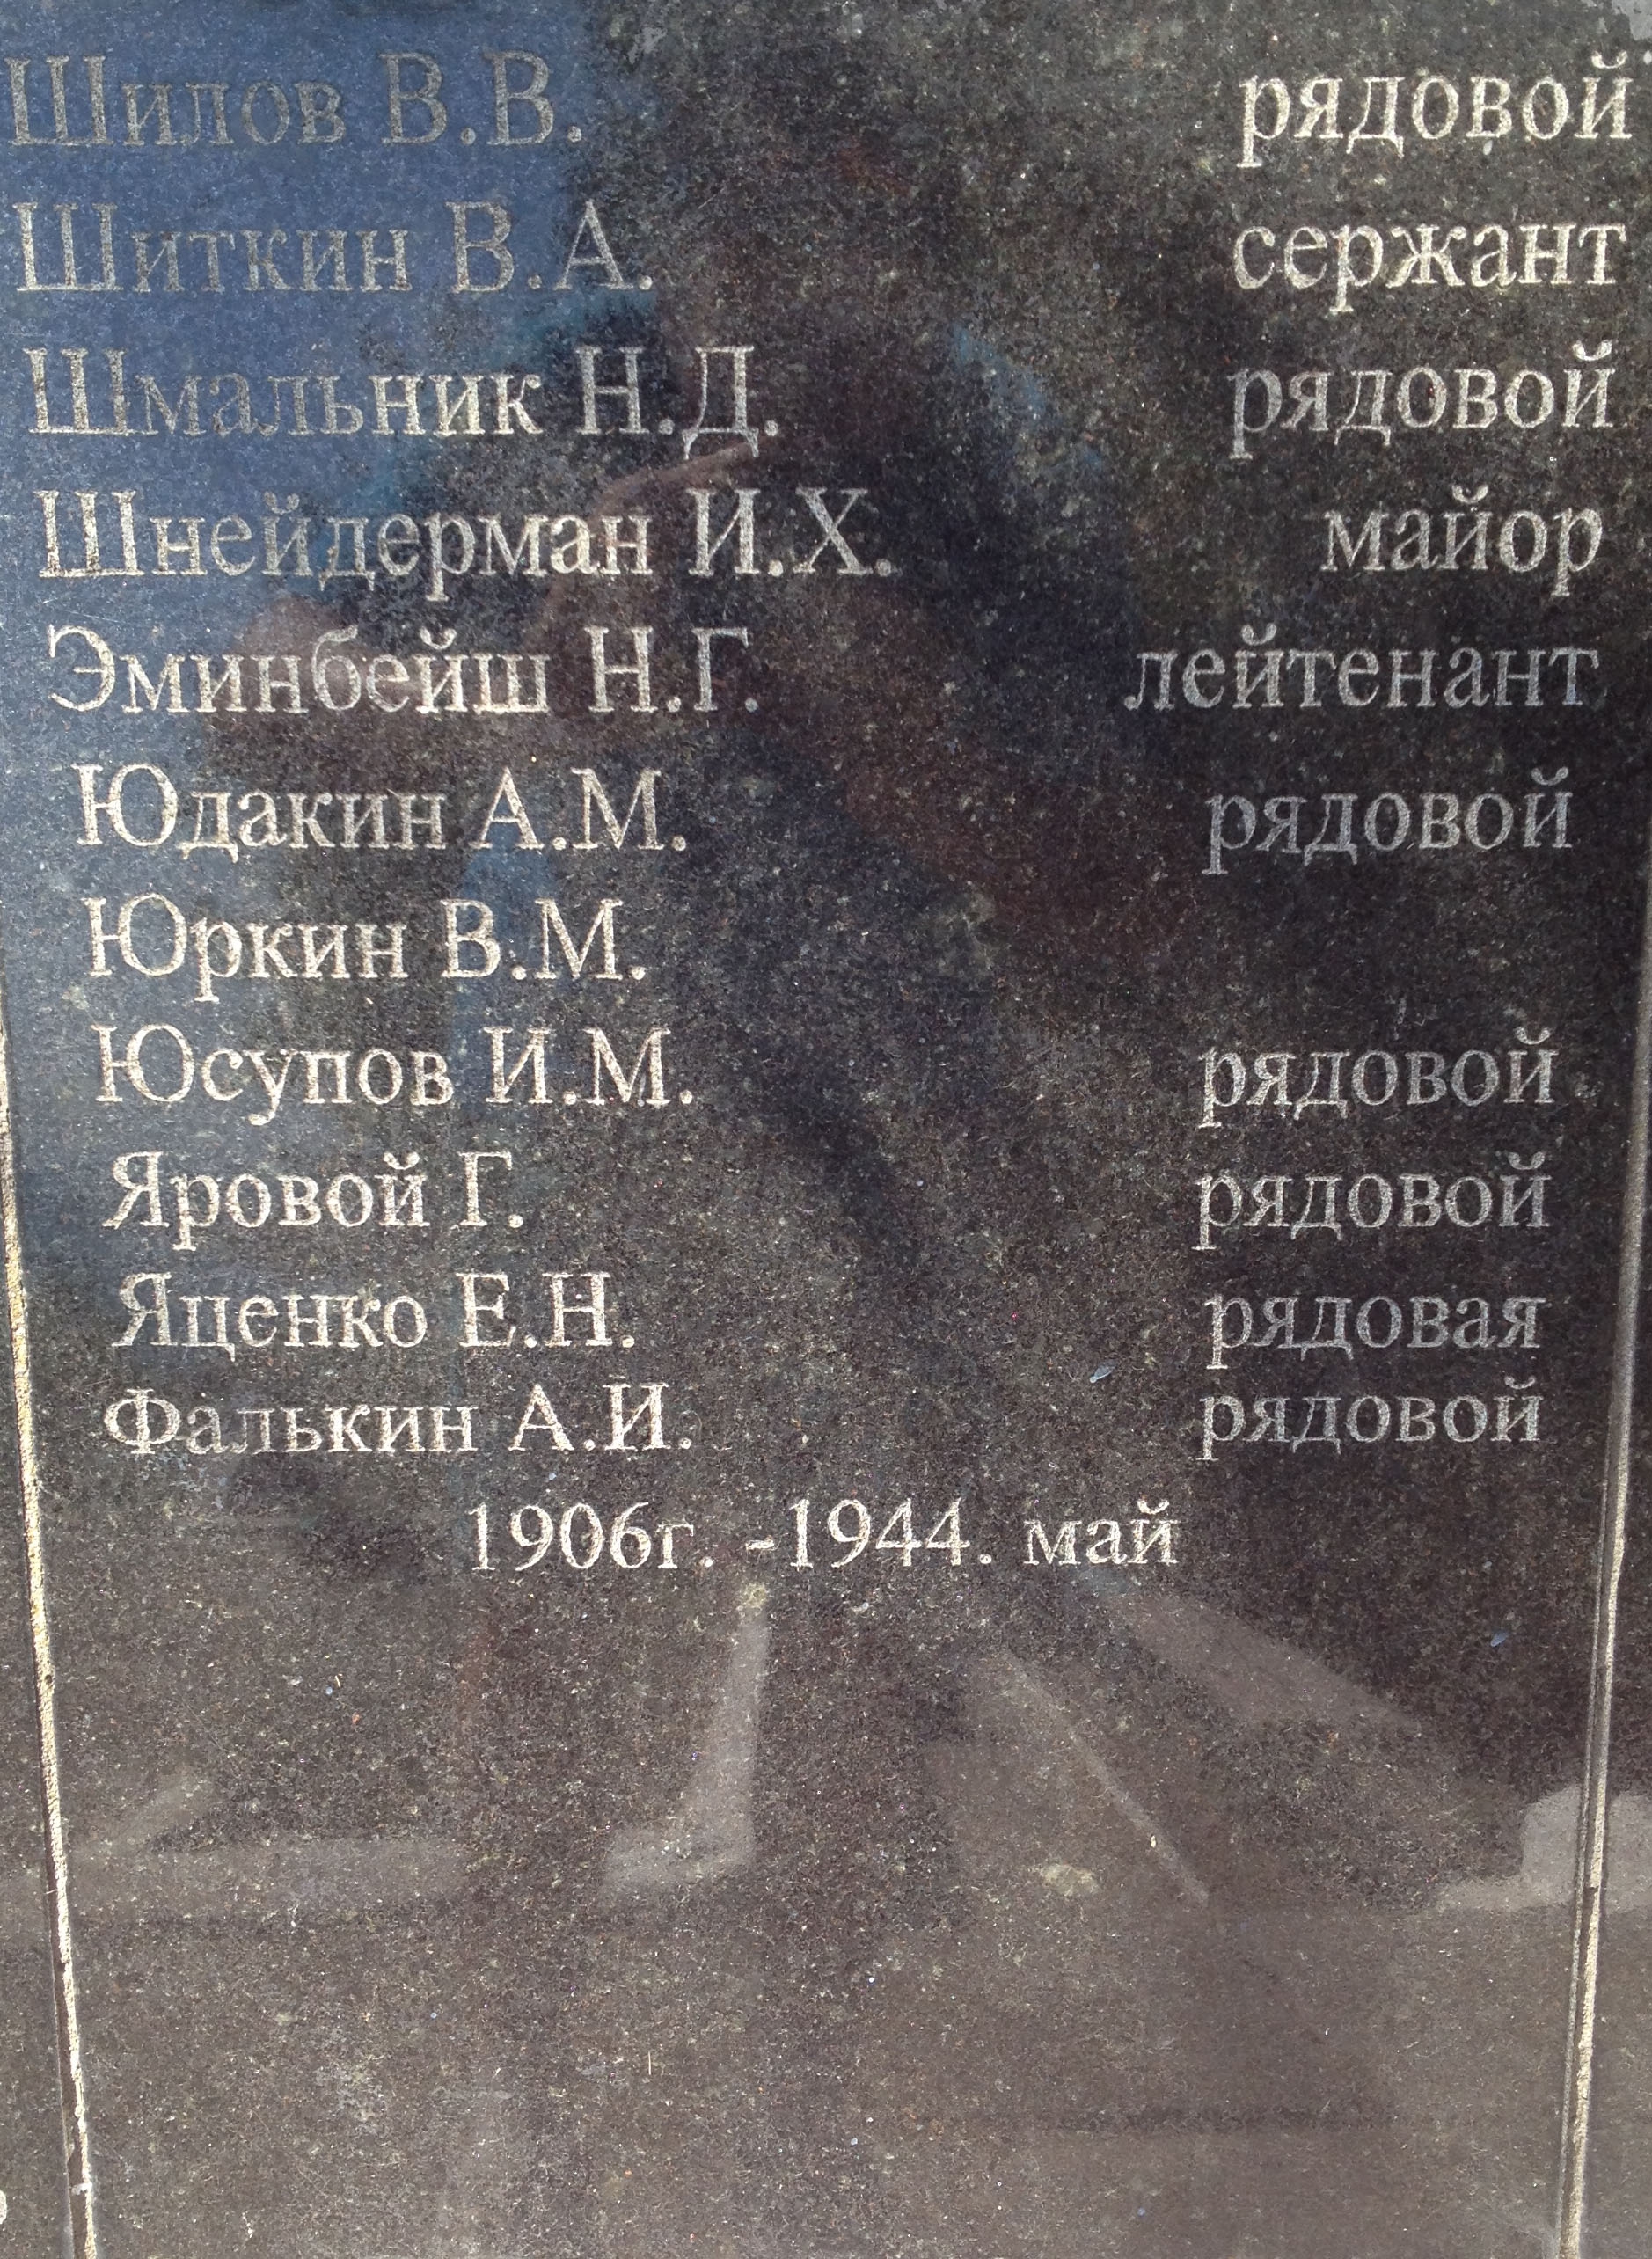 Шилов В.В. рядовой
Шиткин В.А. сержант
Шмальник Н.Д. рядовой
Шнейдерман И.Х. майор
Эминбейш Н.Г. лейтенант
Юдакин А.М. рядовой
Юркин В.М.
Юсупов И.М. рядовой
Яровой Г. рядовой
Яценко Е.Н. рядовая
Фалькин А.И. рядовой
1906г. -1944. май